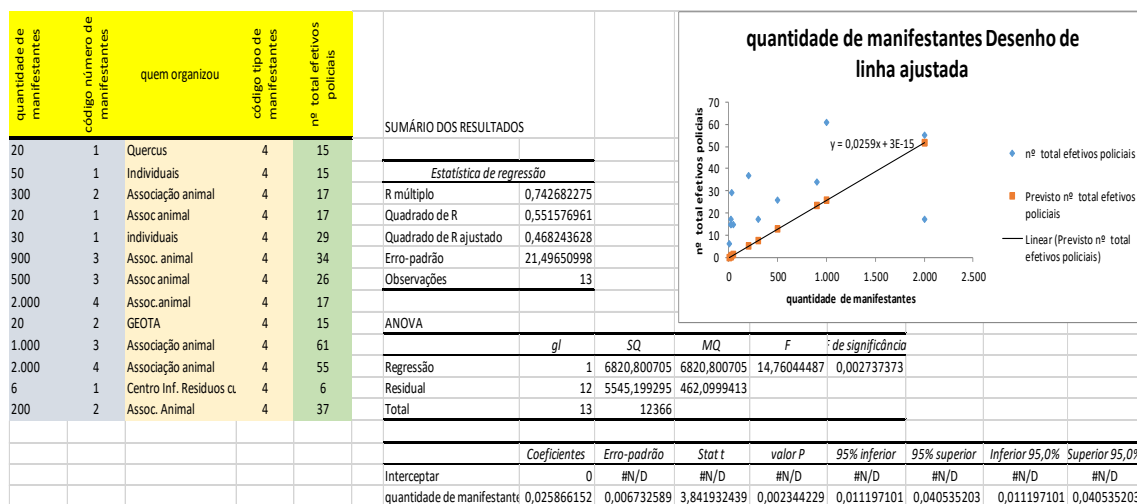 quantidade de manifestantes
código número de manifestantes
quem organizou
código tipo de manifestantes
nº total efetivos policiais
20 1 Quercus 4 15
50 1 Individuais 4 15
300 2 Associação animal 4 17
20 1 Assoc animal 4 17
30 1 individuais 4 29
900 3 Assoc. animal 4 34
500 3 Assoc animal 4 26
2.000 4 Assoc.animal 4 17
20 2 GEOTA 4 15
1.000 3 Associação animal 4 61
2.000 4 Associação animal 4 55
6 1 Centro Inf. Residuos cu 4 6
200 2 Assoc. Animal 4 37
SUMÁRIO DOS RESULTADOS
Estatística de regressão
R múltiplo 0,742682275
Quadrado de R 0,551576961
Quadrado de R ajustado 0,468243628
Erro-padrão 21,49650998
Observações 13
quantidade de manifestantes Desenho de
linha ajustada
nº total efetivos policiais
70
60
50
40
30
20
10
0
y = 0,0259x + 3E-15
0 500 1.000 1.500 2.000 2.500
quantidade de manifestantes
nº total efetivos policiais
Previsto nº total efetivos
policiais
Linear (Previsto nº total
efetivos policiais)
ANOVA
gl SQ MQ F F de significância
Regressão 1 6820,800705 6820,800705 14,76044487 0,002737373
Residual 12 5545,199295 462,0999413
Total 13 12366
Coeficientes Erro-padrão Stat t valor P 95% inferior 95% superior Inferior 95,0% Superior 95,0%
Interceptar 0 #N/D #N/D #N/D #N/D #N/D #N/D #N/D
quantidade de manifestante 0,025866152 0,006732589 3,841932439 0,002344229 0,011197101 0,040535203 0,011197101 0,040535203